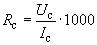 R_c = U_c / I_c · 1000